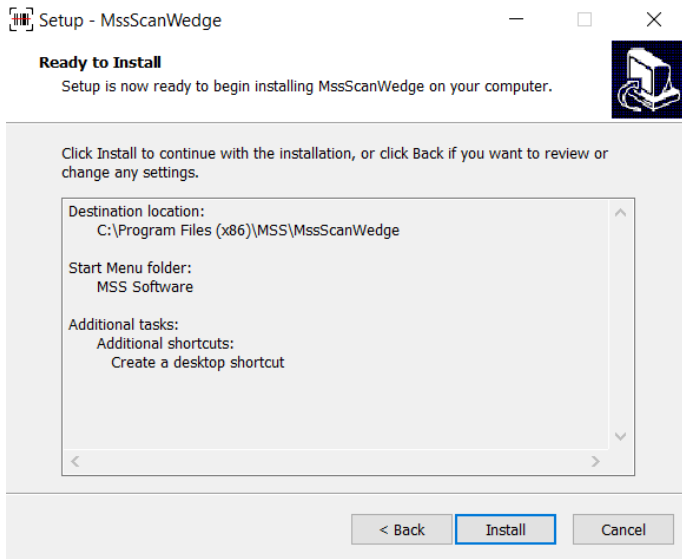 Setup - MssScanWedge
Ready to Install
Setup is now ready to begin installing MssScanWedge on your computer.
Click Install to continue with the installation, or click Back if you want to review or
change any settings.
Destination location:
C:\Program Files (x86)\MSS\MssScanWedge
Start Menu folder:
MSS Software
Additional tasks:
Additional shortcuts:
Create a desktop shortcut
< Back
Install
Cancel